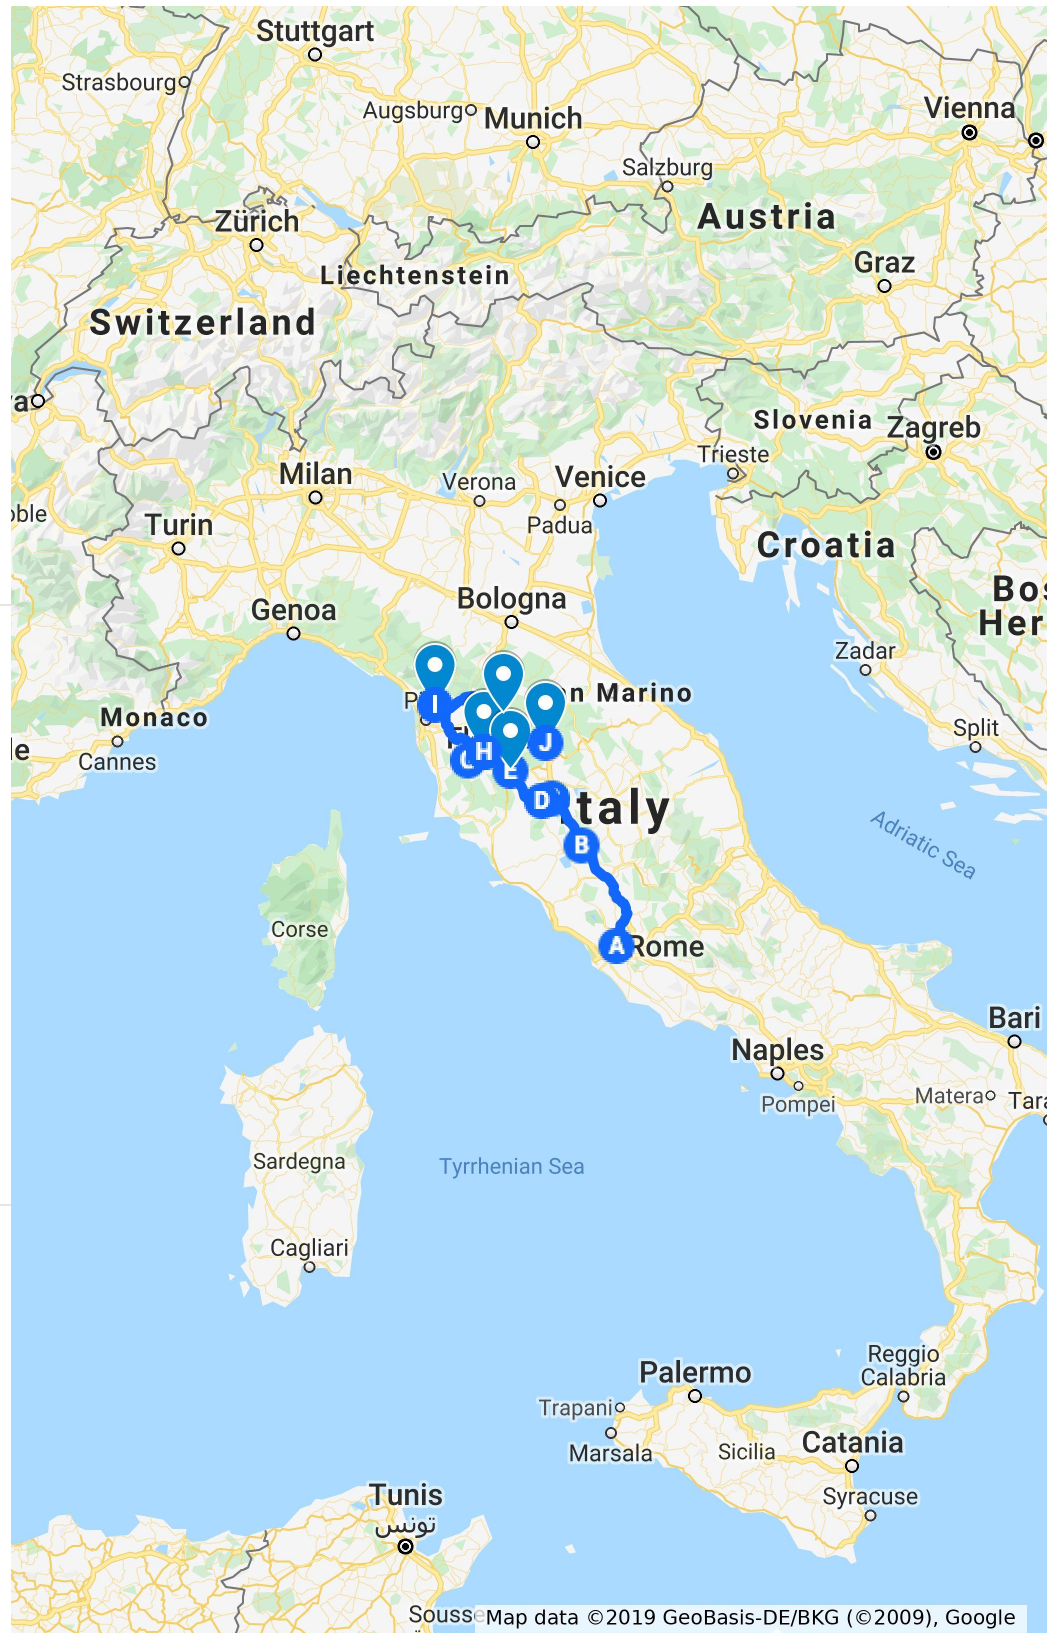 Stuttgart
Strasbourg
Augsburg
Munich
Vienna
Salzburg
Zürich
Austria
Liechtenstein
Graz
Switzerland
Slovenia
Zagreb
Trieste
Milan
Verona
Venice
Padua
Turin
Croatia
Genoa
Bologna
Bos
Her
Zadar
an Marino
I
Monaco
Cannes
Split
J
H
E
D
Italy
B
Adriatic Sea
Corse
A
Rome
Bari
Naples
Pompei
Matera
Tara
Sardegna
Tyrrhenian Sea
Cagliari
Reggio
Calabria
Palermo
Trapani
Marsala
Sicilia
Catania
Syracuse
Tunis
تونس
Sousse
Map data ©2019 GeoBasis-DE/BKG (©2009), Google